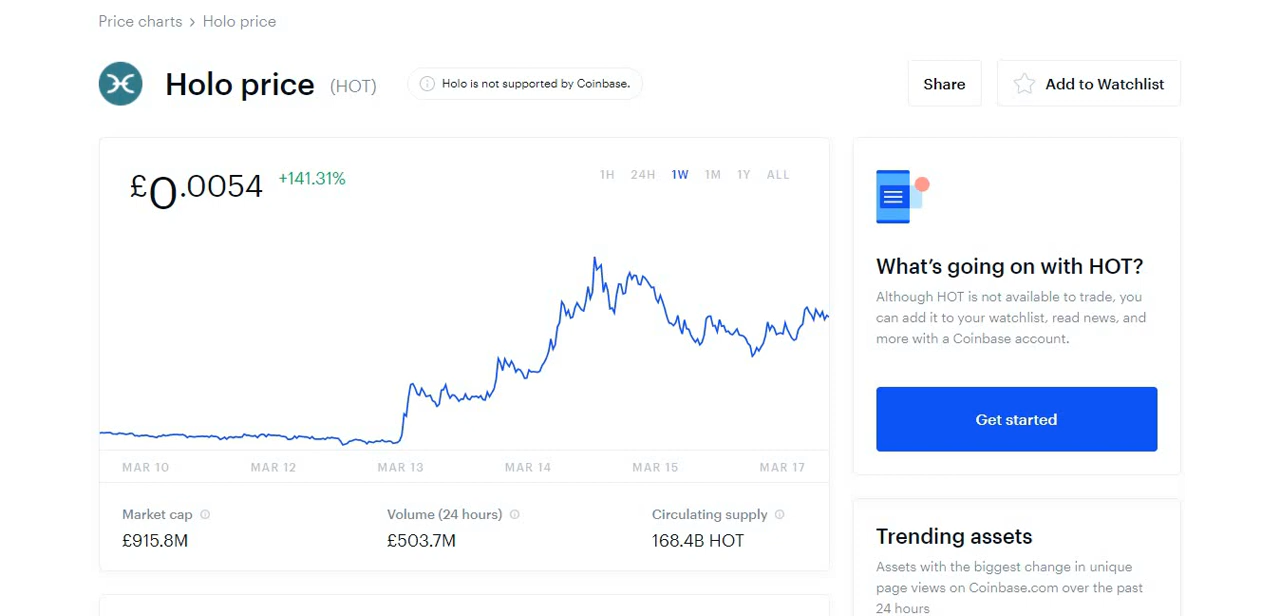 Price charts > Holo price
Holo price (HOT) Holo is not supported by Coinbase. Share Add to Watchlist
£0.0054 +141.31% 1H 24H 1W 1M 1Y ALL
MAR 10 MAR 12 MAR 13 MAR 14 MAR 15 MAR 17
Market cap Volume (24 hours) Circulating supply
£915.8M £503.7M 168.4B HOT
What's going on with HOT?
Although HOT is not available to trade, you
can add it to your watchlist, read news, and
more with a Coinbase account.
Get started
Trending assets
Assets with the biggest change in unique
page views on Coinbase.com over the past
24 hours